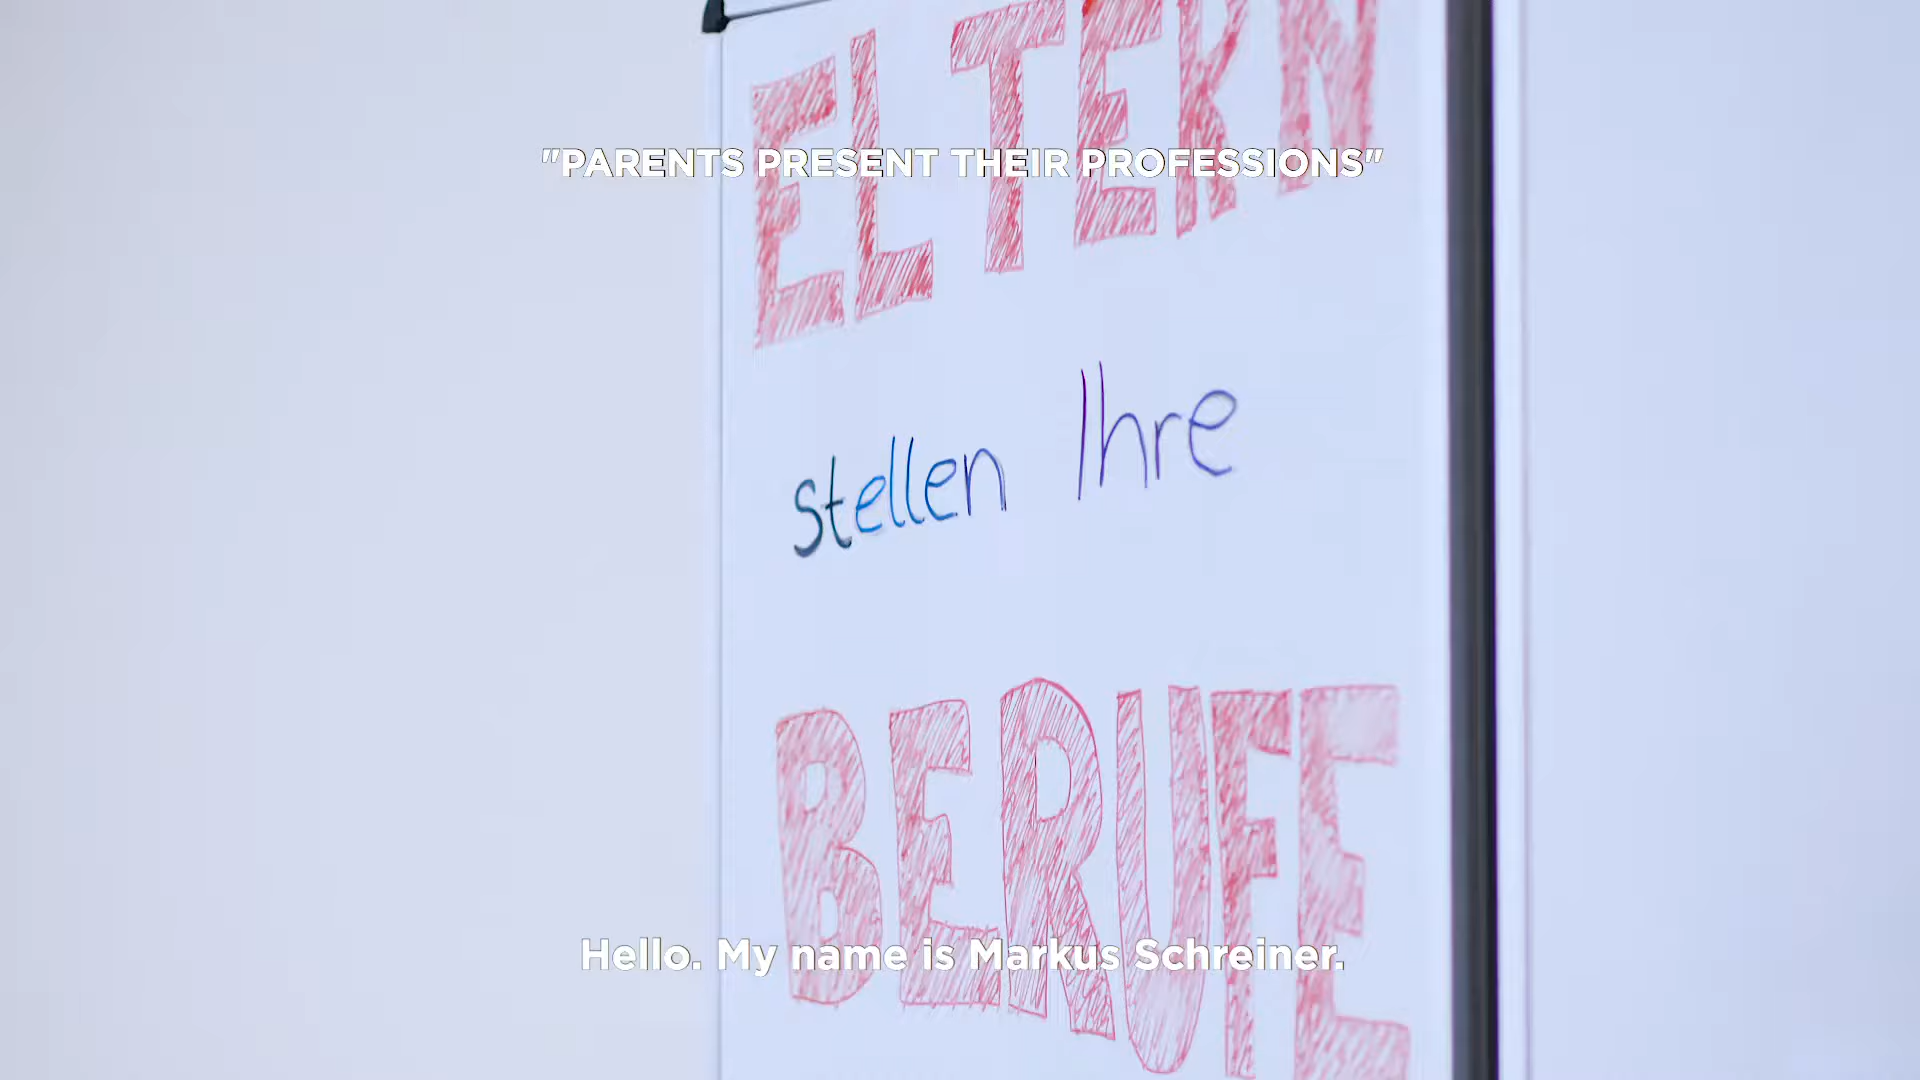 ELTERN
"PARENTS PRESENT THEIR PROFESSIONS"
stellen Ihre
BERUFE
Hello. My name is Markus Schreiner.